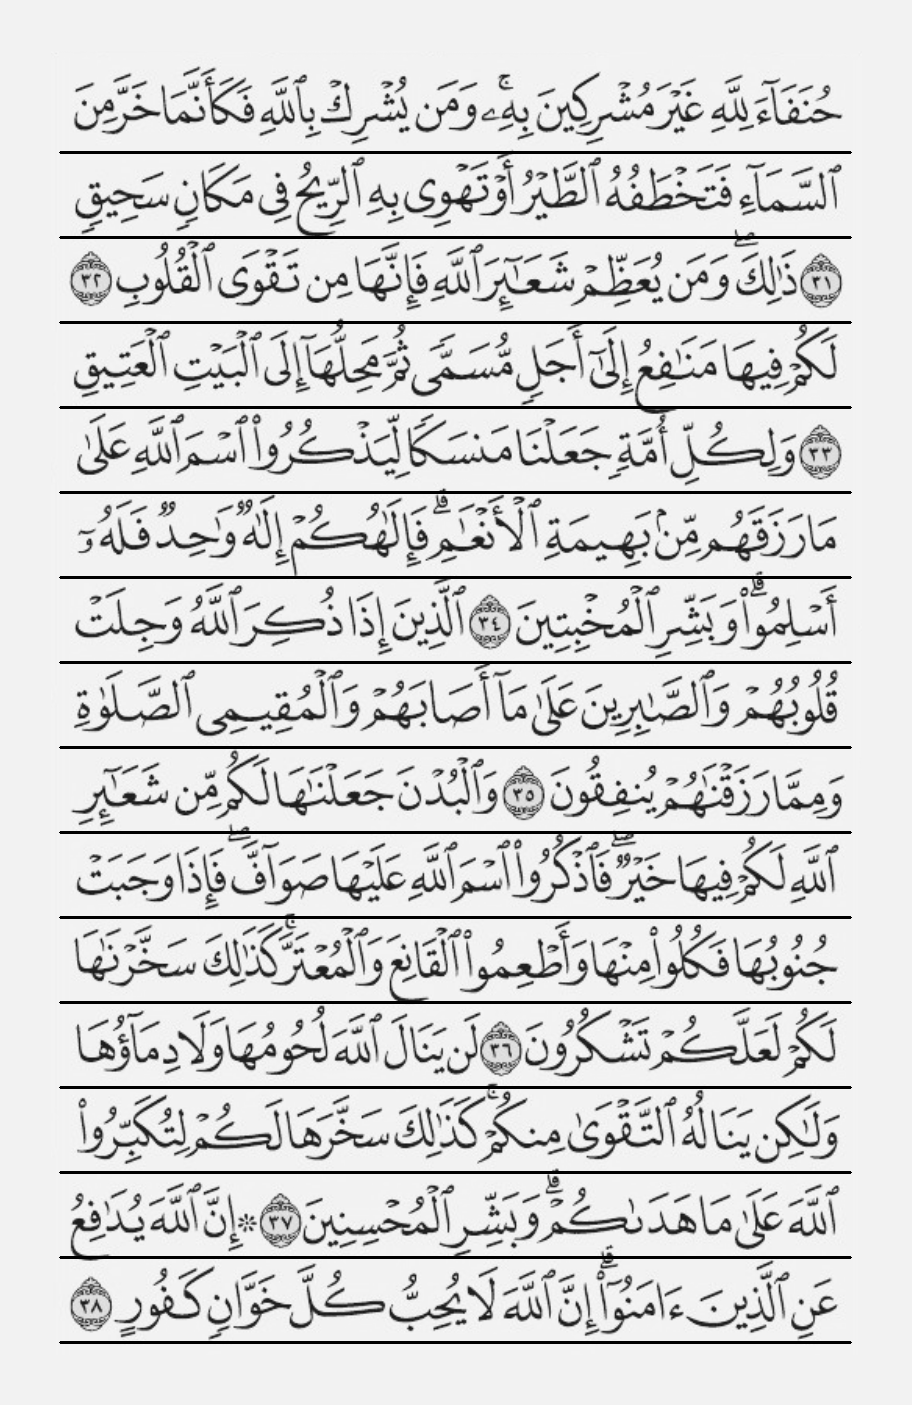 حُنَفَآءَ لِلَّهِ غَيْرَ مُشْرِكِينَ بِهِۦۚ وَمَن يُشْرِكْ بِٱللَّهِ فَكَأَنَّمَا خَرَّ مِنَ
ٱلسَّمَآءِ فَتَخْطَفُهُ ٱلطَّيْرُ أَوْ تَهْوِى بِهِ ٱلرِّيحُ فِى مَكَانٍ سَحِيقٍ
٣١ ذَٰلِكَۖ وَمَن يُعَظِّمْ شَعَـٰٓئِرَ ٱللَّهِ فَإِنَّهَا مِن تَقْوَى ٱلْقُلُوبِ ٣٢
لَكُمْ فِيهَا مَنَـٰفِعُ إِلَىٰٓ أَجَلٍ مُّسَمًّى ثُمَّ مَحِلُّهَآ إِلَى ٱلْبَيْتِ ٱلْعَتِيقِ
٣٣ وَلِكُلِّ أُمَّةٍ جَعَلْنَا مَنسَكًا لِّيَذْكُرُوا۟ ٱسْمَ ٱللَّهِ عَلَىٰ
مَا رَزَقَهُم مِّنۢ بَهِيمَةِ ٱلْأَنْعَـٰمِۗ فَإِلَـٰهُكُمْ إِلَـٰهٌ وَٰحِدٌ فَلَهُۥٓ
أَسْلِمُوا۟ۗ وَبَشِّرِ ٱلْمُخْبِتِينَ ٣٤ ٱلَّذِينَ إِذَا ذُكِرَ ٱللَّهُ وَجِلَتْ
قُلُوبُهُمْ وَٱلصَّـٰبِرِينَ عَلَىٰ مَآ أَصَابَهُمْ وَٱلْمُقِيمِى ٱلصَّلَوٰةِ
وَمِمَّا رَزَقْنَـٰهُمْ يُنفِقُونَ ٣٥ وَٱلْبُدْنَ جَعَلْنَـٰهَا لَكُم مِّن شَعَـٰٓئِرِ
ٱللَّهِ لَكُمْ فِيهَا خَيْرٌۖ فَٱذْكُرُوا۟ ٱسْمَ ٱللَّهِ عَلَيْهَا صَوَآفَّۖ فَإِذَا وَجَبَتْ
جُنُوبُهَا فَكُلُوا۟ مِنْهَا وَأَطْعِمُوا۟ ٱلْقَانِعَ وَٱلْمُعْتَرَّۚ كَذَٰلِكَ سَخَّرْنَـٰهَا
لَكُمْ لَعَلَّكُمْ تَشْكُرُونَ ٣٦ لَن يَنَالَ ٱللَّهَ لُحُومُهَا وَلَا دِمَآؤُهَا
وَلَـٰكِن يَنَالُهُ ٱلتَّقْوَىٰ مِنكُمْۚ كَذَٰلِكَ سَخَّرَهَا لَكُمْ لِتُكَبِّرُوا۟
ٱللَّهَ عَلَىٰ مَا هَدَىٰكُمْۗ وَبَشِّرِ ٱلْمُحْسِنِينَ ٣٧ ۞ إِنَّ ٱللَّهَ يُدَٰفِعُ
عَنِ ٱلَّذِينَ ءَامَنُوٓا۟ۗ إِنَّ ٱللَّهَ لَا يُحِبُّ كُلَّ خَوَّانٍ كَفُورٍ ٣٨